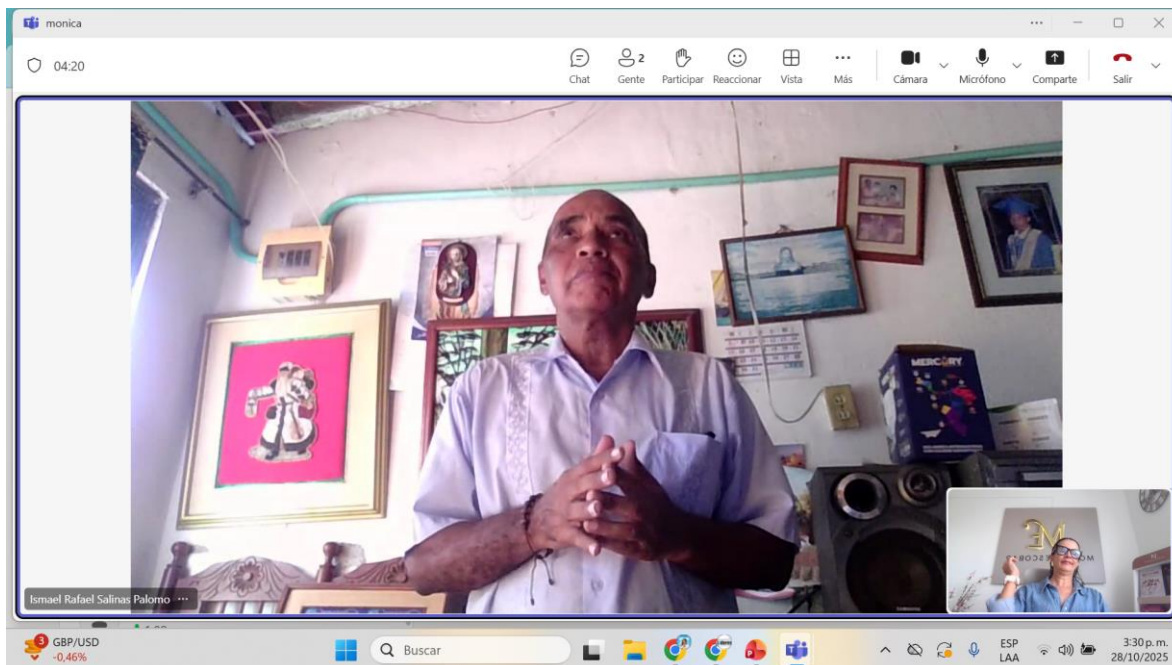 monica
04:20
Chat
2
Gente
Participar
Reaccionar
Vista
Más
Cámara
Micrófono
Comparte
Salir
MERCURY
Ismael Rafael Salinas Palomo
3
GBP/USD
-0,46%
Buscar
ESP
LAA
3:30 p. m.
28/10/2025